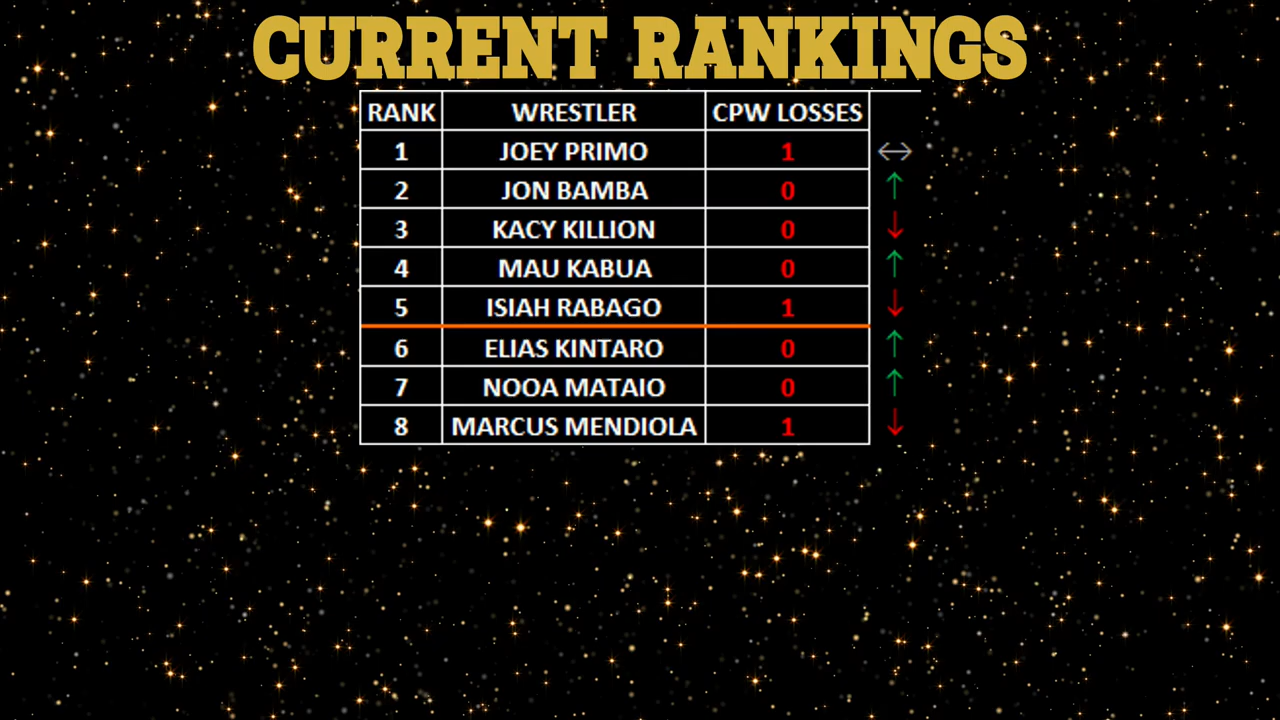 CURRENT RANKINGS
RANK WRESTLER CPW LOSSES
1 JOEY PRIMO 1 ↔
2 JON BAMBA 0 ↑
3 KACY KILLION 0 ↓
4 MAU KABUA 0 ↑
5 ISIAH RABAGO 1 ↓
6 ELIAS KINTARO 0 ↑
7 NOOA MATAIO 0 ↑
8 MARCUS MENDIOLA 1 ↓